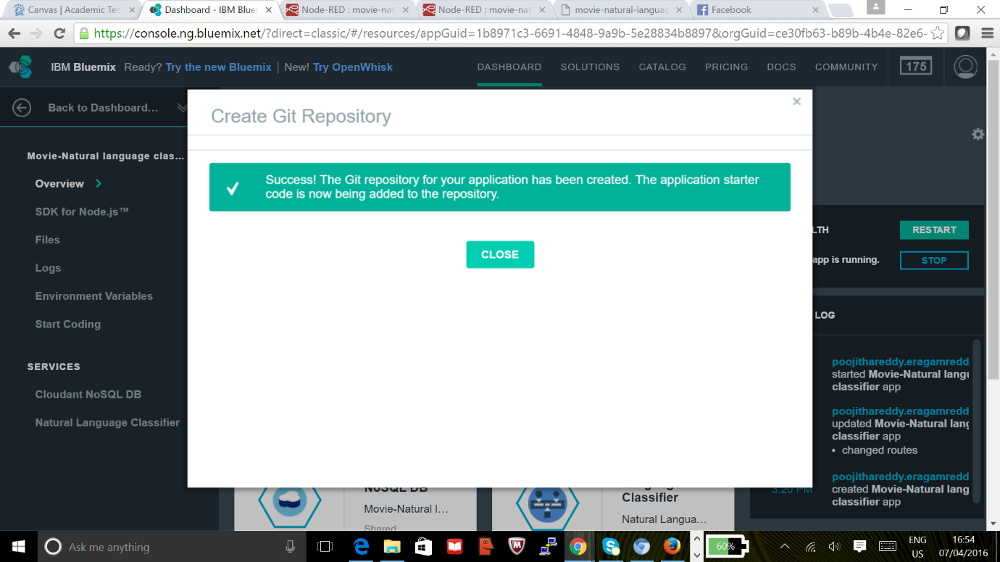 Canvas | Academic Tec
Dashboard - IBM Bluem
Node-RED : movie-nat
Node-RED : movie-nat
movie-natural-languag
Facebook
https://console.ng.bluemix.net/?direct=classic/#/resources/appGuid=1b8971c3-6691-4848-9a9b-5e28834b8897&orgGuid=ce30fb63-b89b-4b4e-82e6-
IBM Bluemix Ready? Try the new Bluemix | New! Try OpenWhisk
DASHBOARD SOLUTIONS CATALOG PRICING DOCS COMMUNITY 175
Back to Dashboard...
Movie-Natural language clas...
Overview
SDK for Node.js™
Files
Logs
Environment Variables
Start Coding
SERVICES
Cloudant NoSQL DB
Natural Language Classifier
Create Git Repository
×
Success! The Git repository for your application has been created. The application starter
code is now being added to the repository.
CLOSE
LTH
RESTART
app is running.
STOP
LOG
poojithareddy.eragamredd
started Movie-Natural langu
classifier app
poojithareddy.eragamredd
updated Movie-Natural lang
classifier app
• changed routes
poojithareddy.eragamredd
3:20 PM
created Movie-Natural lang
classifier app
NoSQL DB
Movie-Natural l...
Shared
Classifier
Natural Langua...
Ask me anything
60%
ENG
US
16:54
07/04/2016